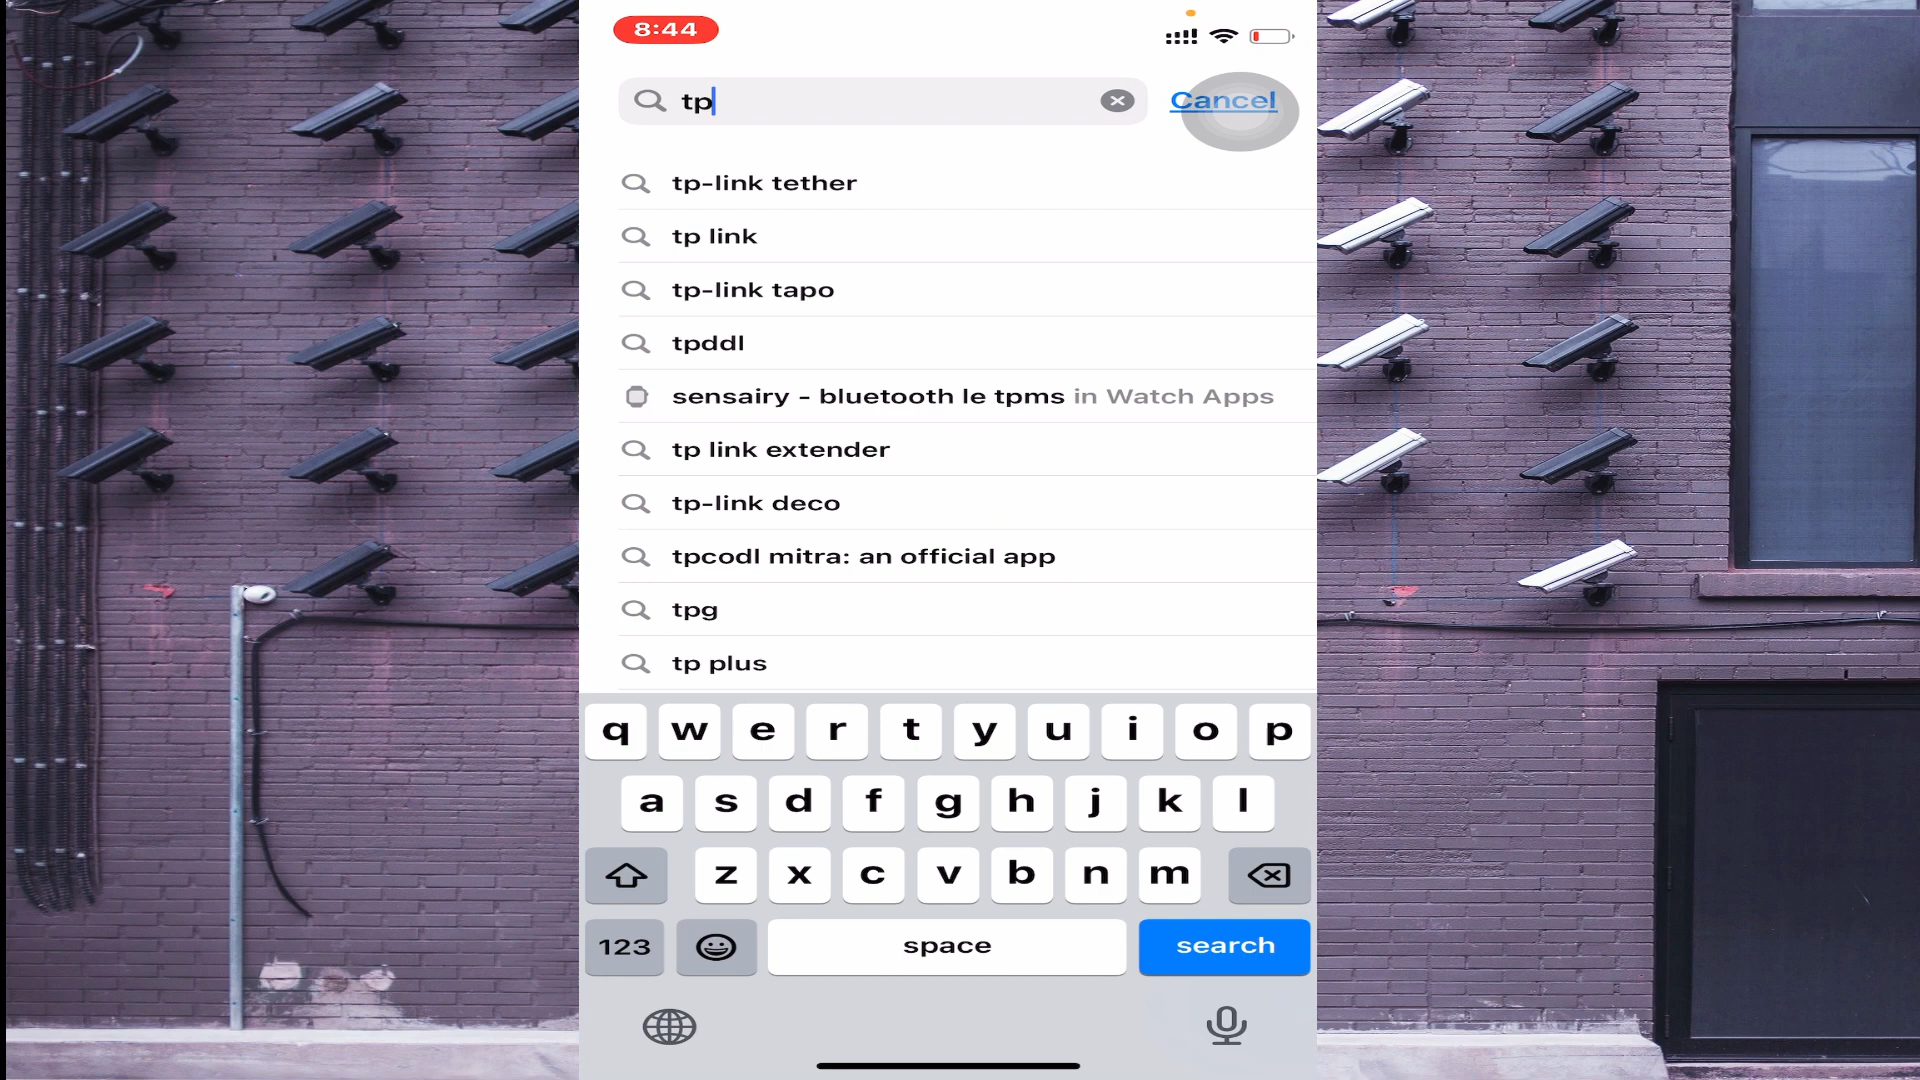 8:44
tp
Cancel
tp-link tether
tp link
tp-link tapo
tpddl
sensairy - bluetooth le tpms in Watch Apps
tp link extender
tp-link deco
tpcodl mitra: an official app
tpg
tp plus
q w e r t y u i o p
a s d f g h j k l
z x c v b n m
123 space search